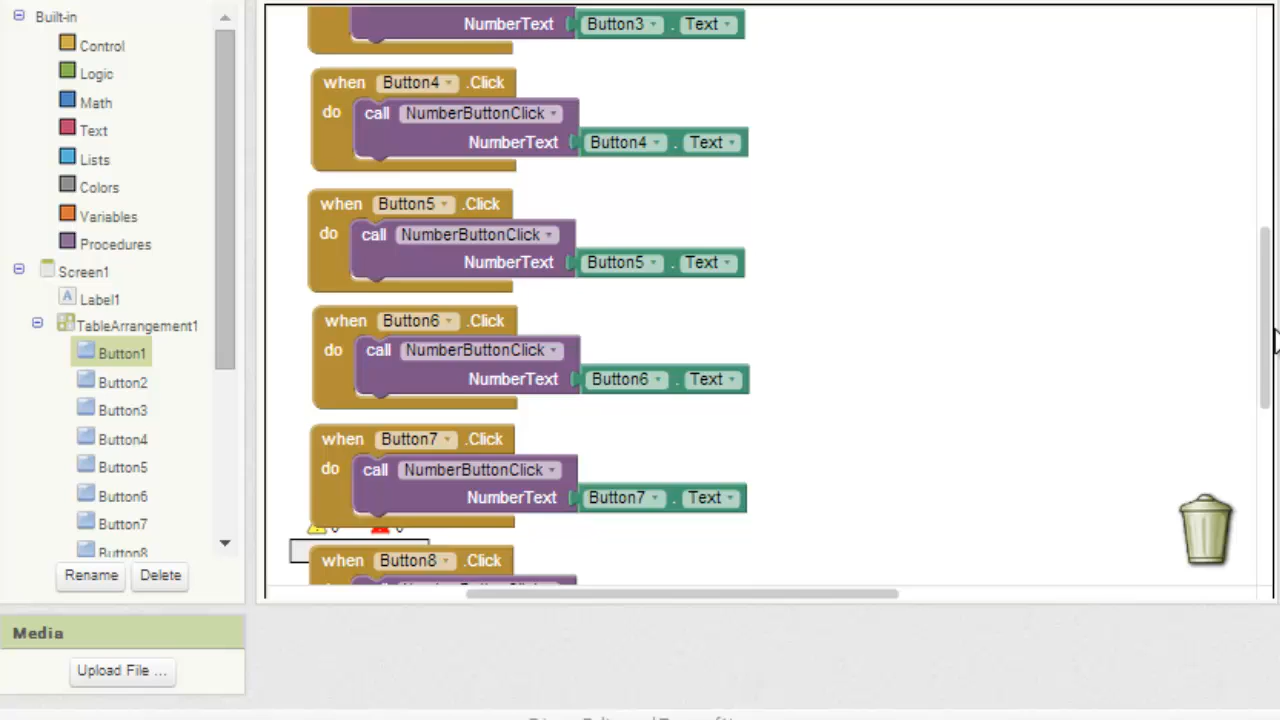 Built-in
Control
Logic
Math
Text
Lists
Colors
Variables
Procedures
Screen1
Label1
TableArrangement1
Button1
Button2
Button3
Button4
Button5
Button6
Button7
Button8
Rename Delete
Media
Upload File ...
NumberText Button3 . Text
when Button4 .Click
do call NumberButtonClick
NumberText Button4 . Text
when Button5 .Click
do call NumberButtonClick
NumberText Button5 . Text
when Button6 .Click
do call NumberButtonClick
NumberText Button6 . Text
when Button7 .Click
do call NumberButtonClick
NumberText Button7 . Text
when Button8 .Click